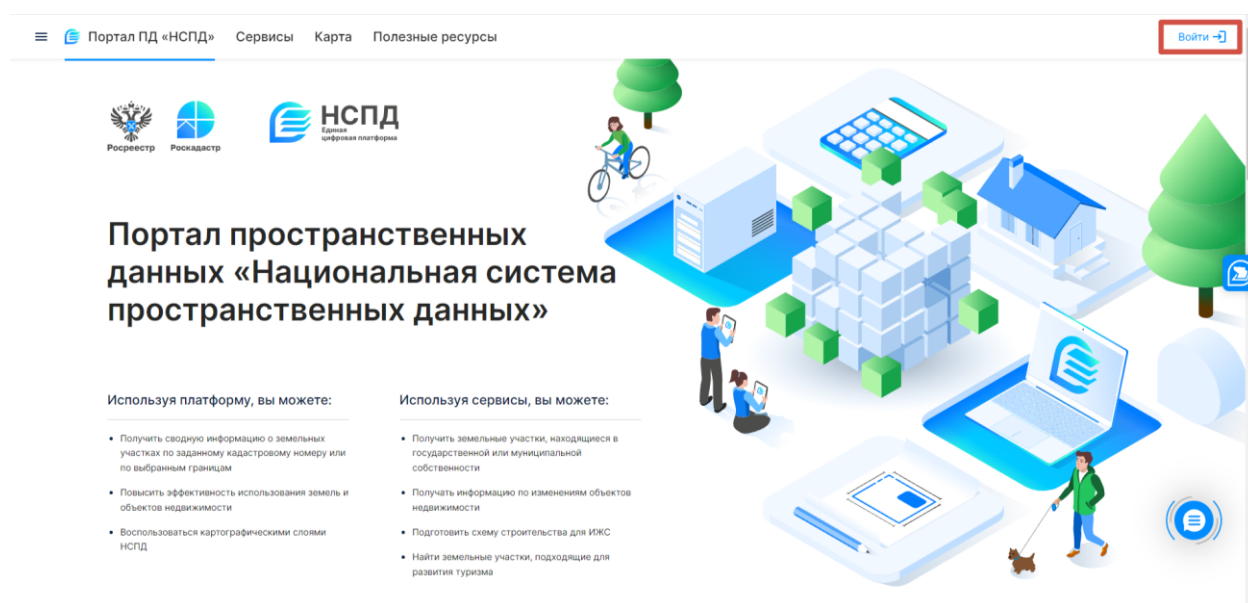 Портал ПД «НСПД» Сервисы Карта Полезные ресурсы Войти
Росреестр Роскадастр
НСПД
Единая
цифровая платформа
Портал пространственных
данных «Национальная система
пространственных данных»
Используя платформу, вы можете:
• Получить сводную информацию о земельных
участках по заданному кадастровому номеру или
по выбранным границам
• Повысить эффективность использования земель и
объектов недвижимости
• Воспользоваться картографическими слоями
НСПД
Используя сервисы, вы можете:
• Получить земельные участки, находящиеся в
государственной или муниципальной
собственности
• Получать информацию по изменениям объектов
недвижимости
• Подготовить схему строительства для ИЖС
• Найти земельные участки, подходящие для
развития туризма